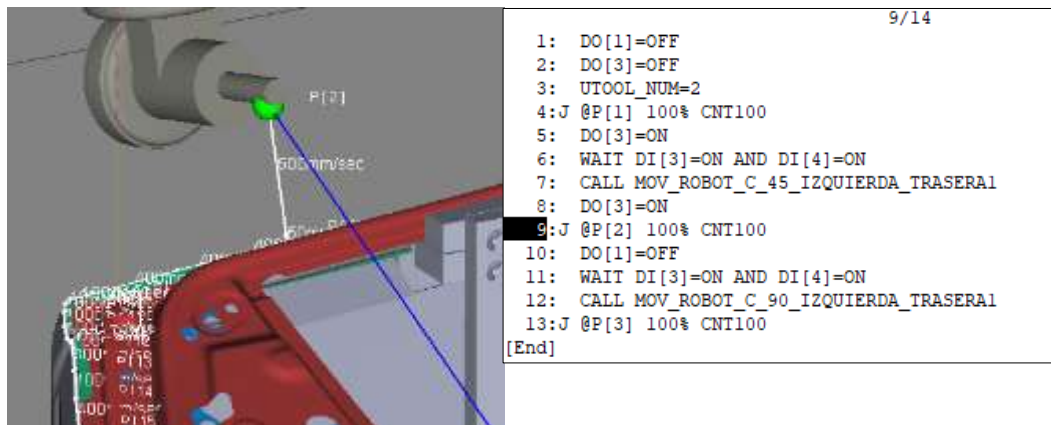 P[2]
500mm/sec
9/14
1: DO[1]=OFF
2: DO[3]=OFF
3: UTOOL_NUM=2
4:J @P[1] 100% CNT100
5: DO[3]=ON
6: WAIT DI[3]=ON AND DI[4]=ON
7: CALL MOV_ROBOT_C_45_IZQUIERDA_TRASERA1
8: DO[3]=ON
9:J @P[2] 100% CNT100
10: DO[1]=OFF
11: WAIT DI[3]=ON AND DI[4]=ON
12: CALL MOV_ROBOT_C_90_IZQUIERDA_TRASERA1
13:J @P[3] 100% CNT100
[End]